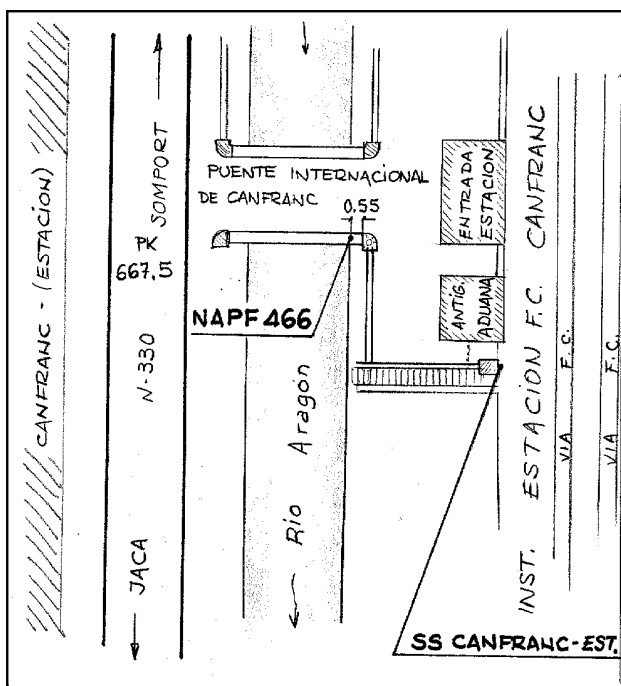 CANFRANC - (ESTACION)
SOMPORT
PK
667,5
N-330
JACA
PUENTE INTERNACIONAL
DE CANFRANC
0,55
NAPF 466
Rio Aragón
ENTRADA
ESTACION
ANTIG.
ADUANA
INST. ESTACION F.C. CANFRANC
VIA F.C.
VIA F.C.
SS CANFRANC-EST.